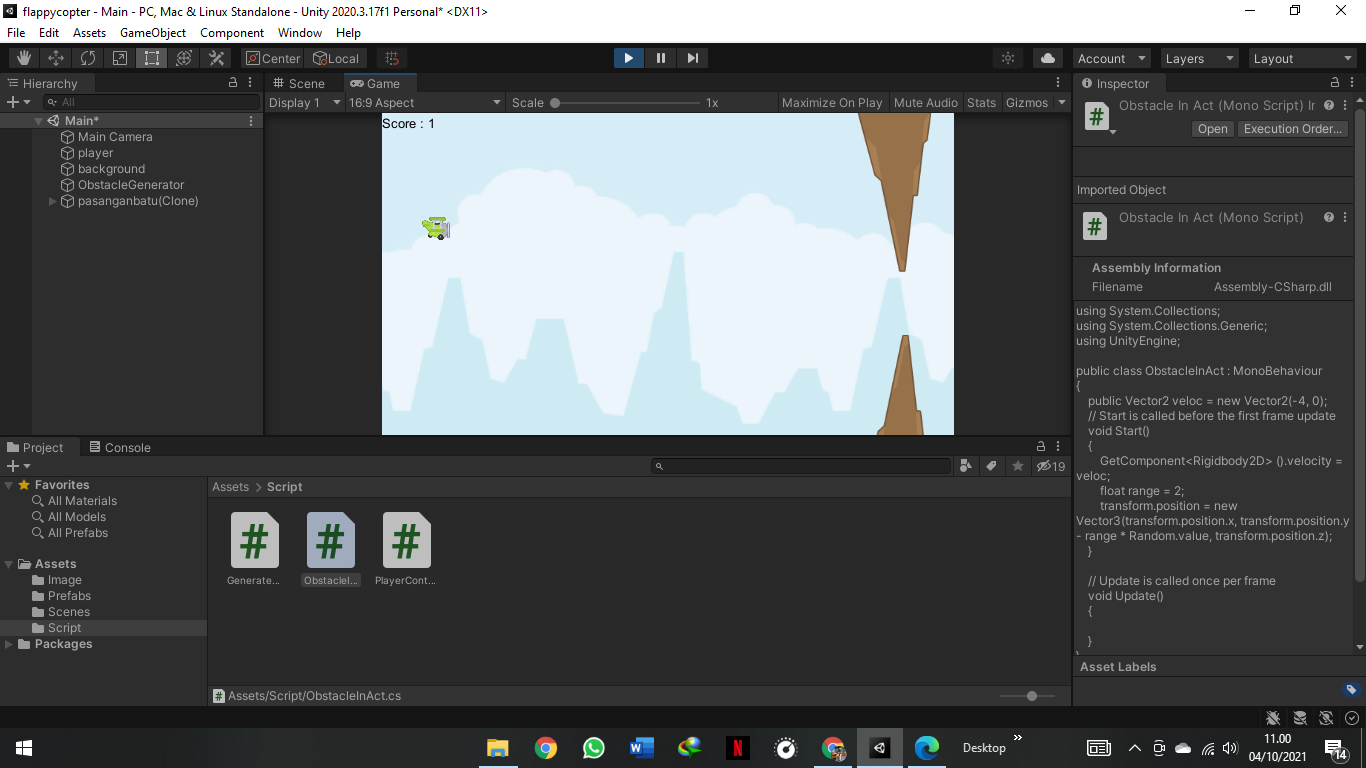 flappycopter - Main - PC, Mac & Linux Standalone - Unity 2020.3.17f1 Personal* <DX11>
File Edit Assets GameObject Component Window Help
Center Local Account Layers Layout
Hierarchy
All
Main*
Main Camera
player
background
ObstacleGenerator
pasanganbatu(Clone)
Scene Game
Display 1 16:9 Aspect Scale 1x Maximize On Play Mute Audio Stats Gizmos
Score : 1
Inspector
Obstacle In Act (Mono Script) Ir
Open Execution Order...
Imported Object
Obstacle In Act (Mono Script)
Assembly Information
Filename Assembly-CSharp.dll
using System.Collections;
using System.Collections.Generic;
using UnityEngine;
public class ObstacleInAct : MonoBehaviour
{
public Vector2 veloc = new Vector2(-4, 0);
// Start is called before the first frame update
void Start()
{
GetComponent<Rigidbody2D> ().velocity =
veloc;
float range = 2;
transform.position = new
Vector3(transform.position.x, transform.position.y
- range * Random.value, transform.position.z);
}
// Update is called once per frame
void Update()
{
}
}
Asset Labels
Project Console
19
Favorites
All Materials
All Models
All Prefabs
Assets
Image
Prefabs
Scenes
Script
Packages
Assets > Script
Generate... ObstacleI... PlayerCont...
Assets/Script/ObstacleInAct.cs
Desktop
11.00
04/10/2021
14